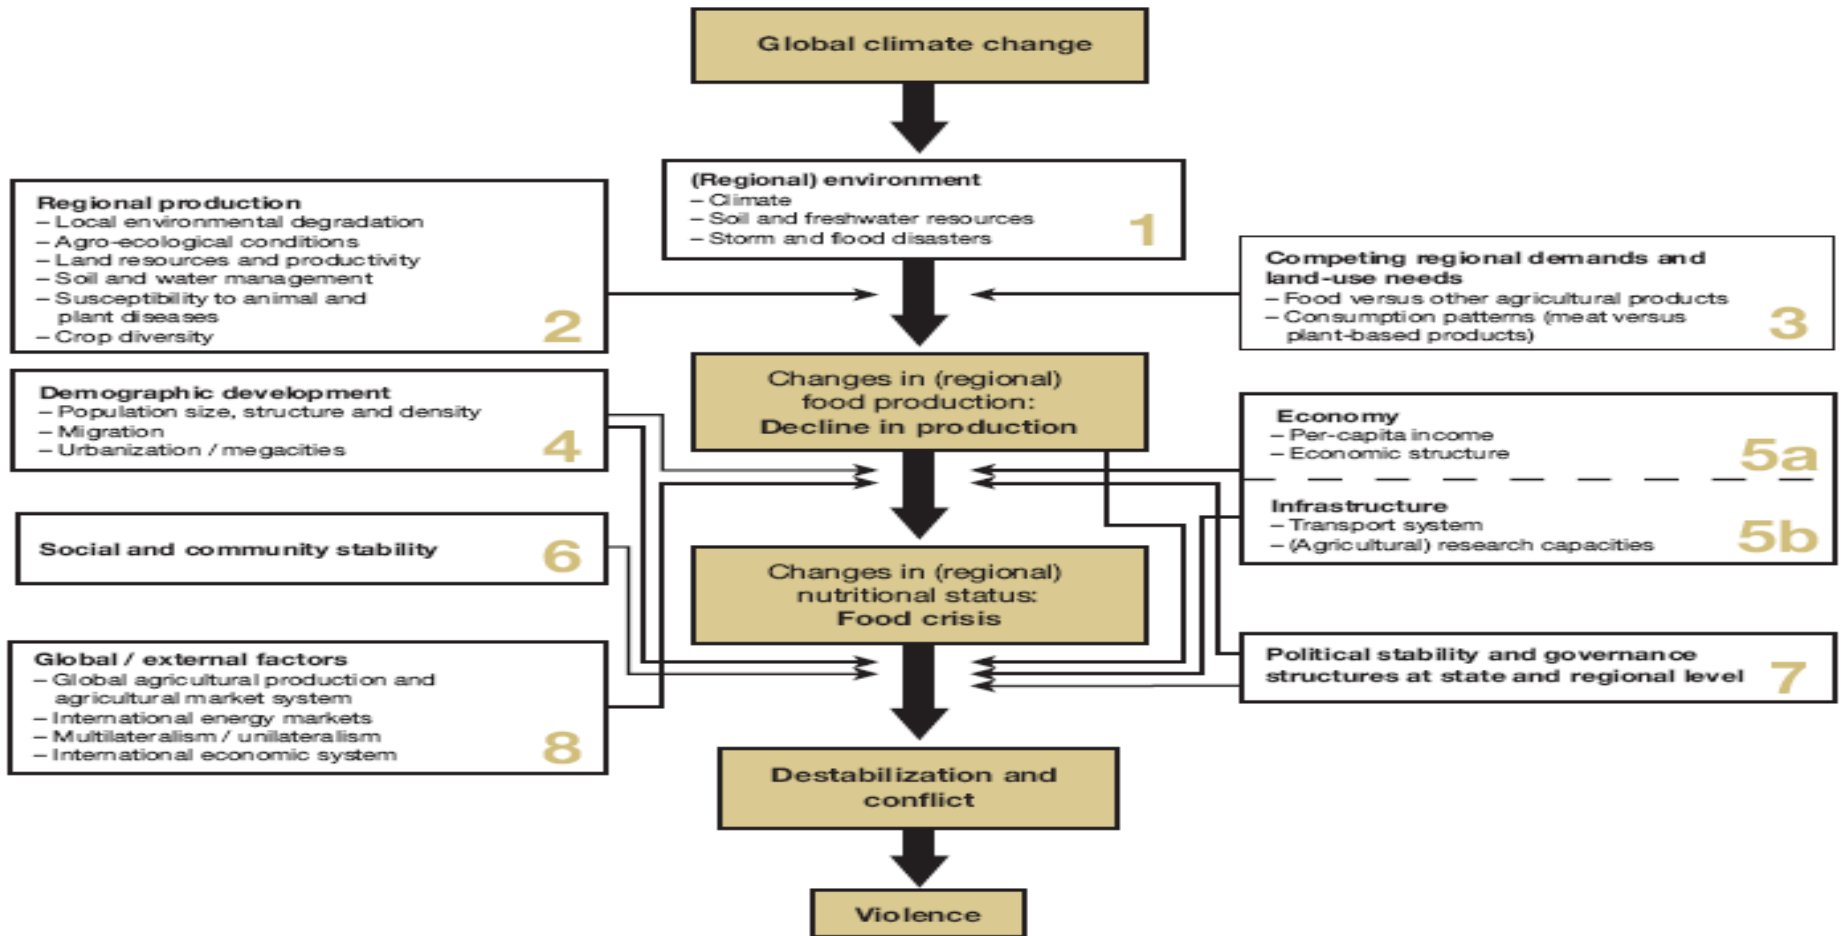 Global climate change
(Regional) environment
– Climate
– Soil and freshwater resources
– Storm and flood disasters
1
Regional production
– Local environmental degradation
– Agro-ecological conditions
– Land resources and productivity
– Soil and water management
– Susceptibility to animal and
plant diseases
– Crop diversity
2
Competing regional demands and
land-use needs
– Food versus other agricultural products
– Consumption patterns (meat versus
plant-based products)
3
Changes in (regional)
food production:
Decline in production
Demographic development
– Population size, structure and density
– Migration
– Urbanization / megacities
4
Economy
– Per-capita income
– Economic structure
5a
Infrastructure
– Transport system
– (Agricultural) research capacities
5b
Social and community stability
6
Changes in (regional)
nutritional status:
Food crisis
Political stability and governance
structures at state and regional level
7
Global / external factors
– Global agricultural production and
agricultural market system
– International energy markets
– Multilateralism / unilateralism
– International economic system
8
Destabilization and
conflict
Violence